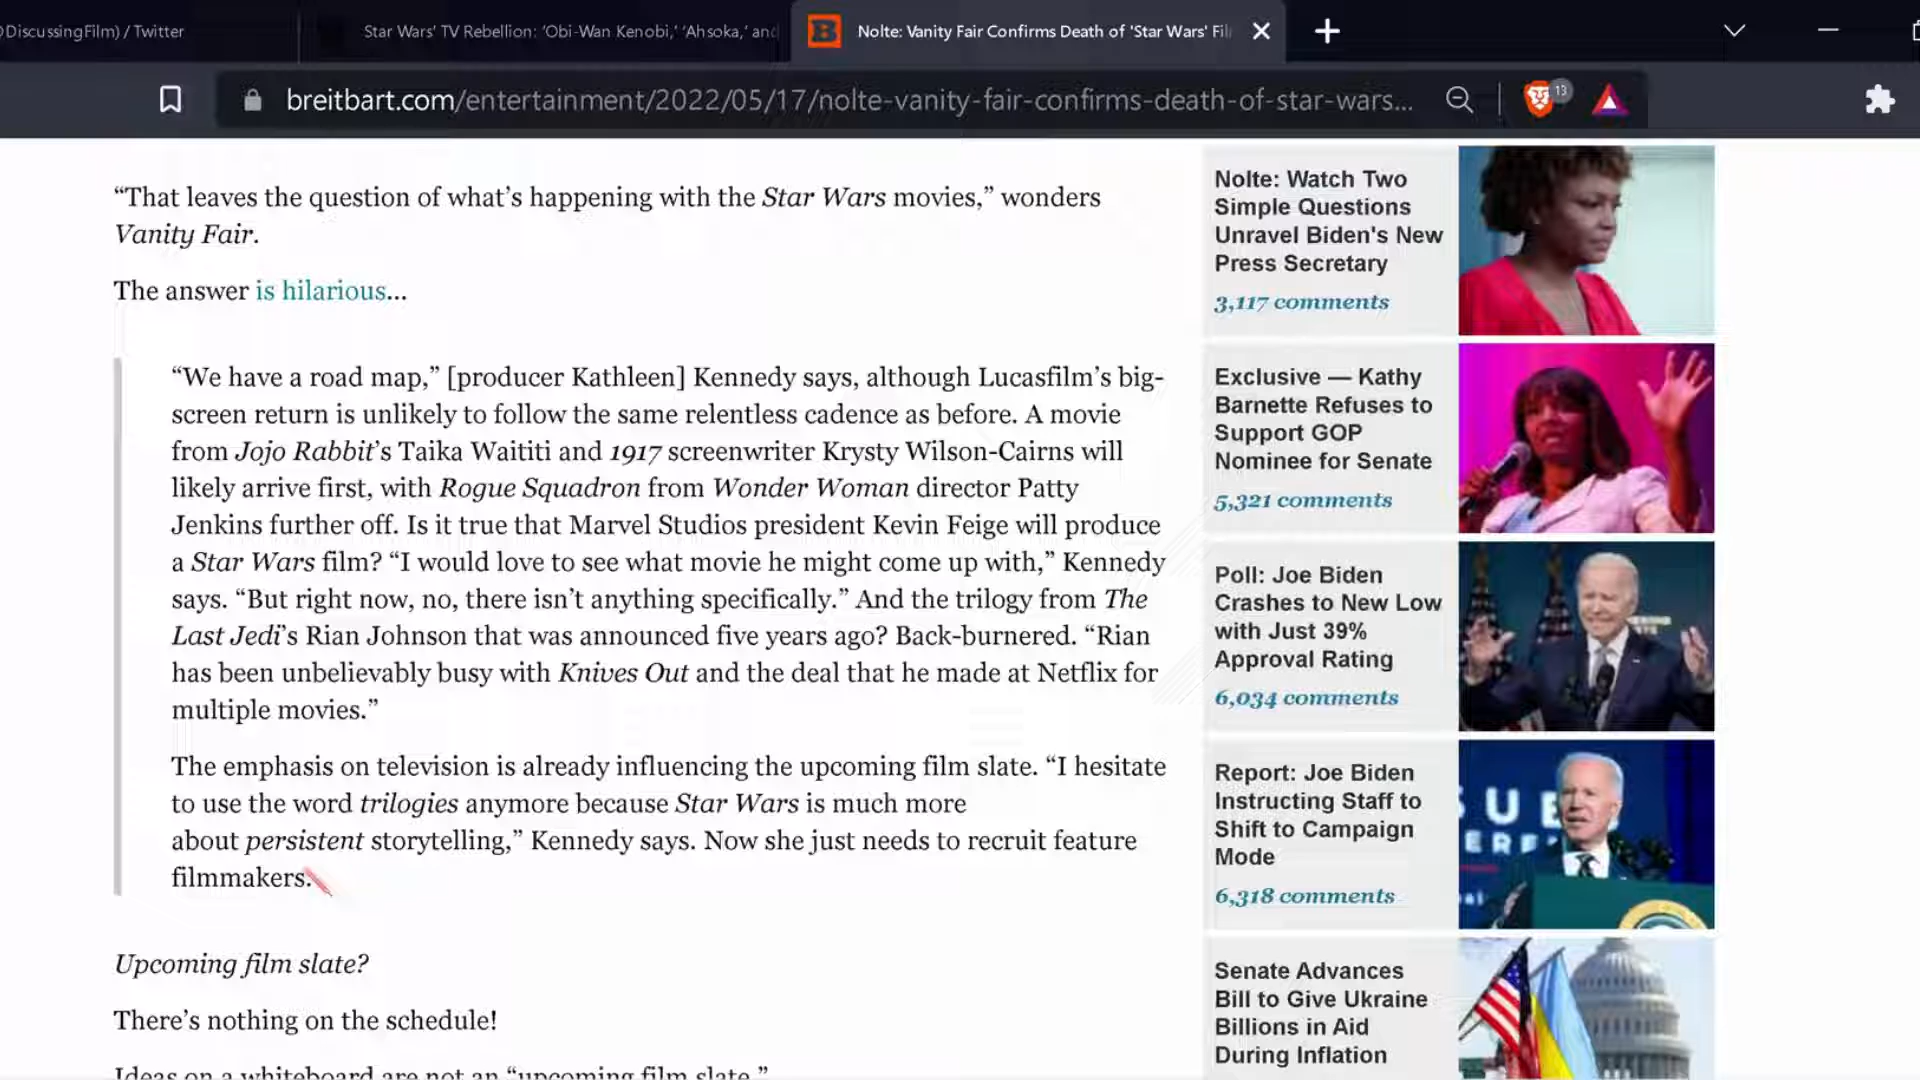 DiscussingFilm) / Twitter
Star Wars' TV Rebellion: 'Obi-Wan Kenobi,' 'Ahsoka,' and
B
Nolte: Vanity Fair Confirms Death of 'Star Wars' Fil
breitbart.com/entertainment/2022/05/17/nolte-vanity-fair-confirms-death-of-star-wars...
13
“That leaves the question of what’s happening with the Star Wars movies,” wonders
Vanity Fair.
The answer is hilarious...
“We have a road map,” [producer Kathleen] Kennedy says, although Lucasfilm’s big-
screen return is unlikely to follow the same relentless cadence as before. A movie
from Jojo Rabbit’s Taika Waititi and 1917 screenwriter Krysty Wilson-Cairns will
likely arrive first, with Rogue Squadron from Wonder Woman director Patty
Jenkins further off. Is it true that Marvel Studios president Kevin Feige will produce
a Star Wars film? “I would love to see what movie he might come up with,” Kennedy
says. “But right now, no, there isn’t anything specifically.” And the trilogy from The
Last Jedi’s Rian Johnson that was announced five years ago? Back-burnered. “Rian
has been unbelievably busy with Knives Out and the deal that he made at Netflix for
multiple movies.”
The emphasis on television is already influencing the upcoming film slate. “I hesitate
to use the word trilogies anymore because Star Wars is much more
about persistent storytelling,” Kennedy says. Now she just needs to recruit feature
filmmakers.
Upcoming film slate?
There’s nothing on the schedule!
Ideas on a whiteboard are not an “upcoming film slate.”
Nolte: Watch Two
Simple Questions
Unravel Biden's New
Press Secretary
3,117 comments
Exclusive — Kathy
Barnette Refuses to
Support GOP
Nominee for Senate
5,321 comments
Poll: Joe Biden
Crashes to New Low
with Just 39%
Approval Rating
6,034 comments
Report: Joe Biden
Instructing Staff to
Shift to Campaign
Mode
6,318 comments
Senate Advances
Bill to Give Ukraine
Billions in Aid
During Inflation